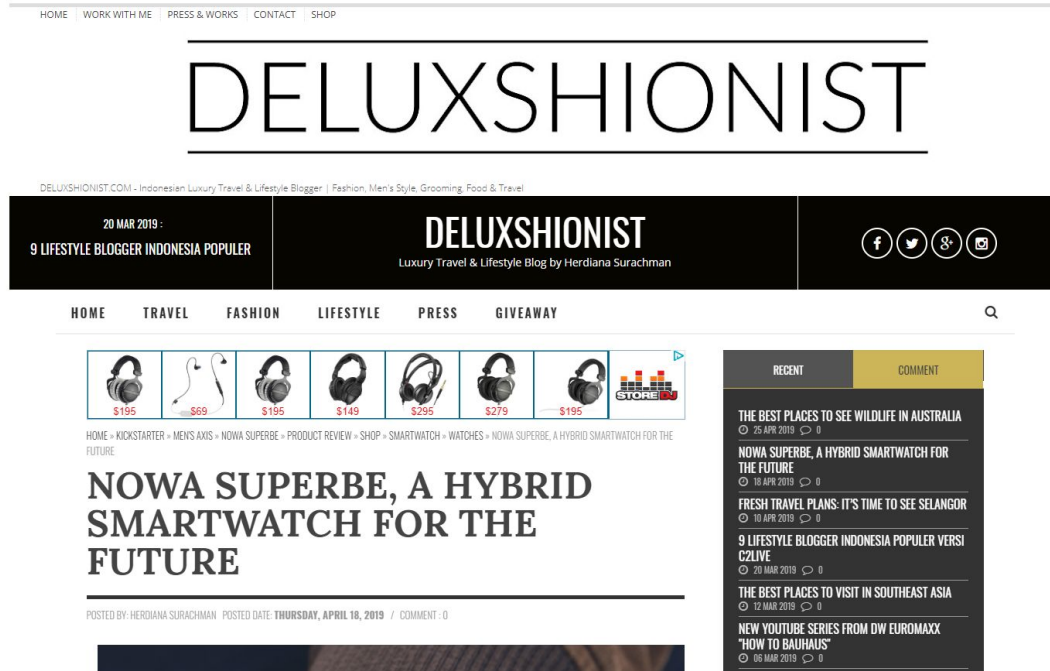 HOME WORK WITH ME PRESS & WORKS CONTACT SHOP
DELUXSHIONIST
DELUXSHIONIST.COM - Indonesian Luxury Travel & Lifestyle Blogger | Fashion, Men's Style, Grooming, Food & Travel
20 MAR 2019 :
9 LIFESTYLE BLOGGER INDONESIA POPULER
DELUXSHIONIST
Luxury Travel & Lifestyle Blog by Herdiana Surachman
HOME TRAVEL FASHION LIFESTYLE PRESS GIVEAWAY
$195 $69 $195 $149 $295 $279 $195 STOREDJ
HOME » KICKSTARTER » MEN'S AXIS » NOWA SUPERBE » PRODUCT REVIEW » SHOP » SMARTWATCH » WATCHES » NOWA SUPERBE, A HYBRID SMARTWATCH FOR THE
FUTURE
NOWA SUPERBE, A HYBRID
SMARTWATCH FOR THE
FUTURE
POSTED BY: HERDIANA SURACHMAN POSTED DATE: THURSDAY, APRIL 18, 2019 / COMMENT : 0
RECENT COMMENT
THE BEST PLACES TO SEE WILDLIFE IN AUSTRALIA
25 APR 2019 0
NOWA SUPERBE, A HYBRID SMARTWATCH FOR
THE FUTURE
18 APR 2019 0
FRESH TRAVEL PLANS: IT'S TIME TO SEE SELANGOR
10 APR 2019 0
9 LIFESTYLE BLOGGER INDONESIA POPULER VERSI
C2LIVE
20 MAR 2019 0
THE BEST PLACES TO VISIT IN SOUTHEAST ASIA
12 MAR 2019 0
NEW YOUTUBE SERIES FROM DW EUROMAXX
"HOW TO BAUHAUS"
06 MAR 2019 0